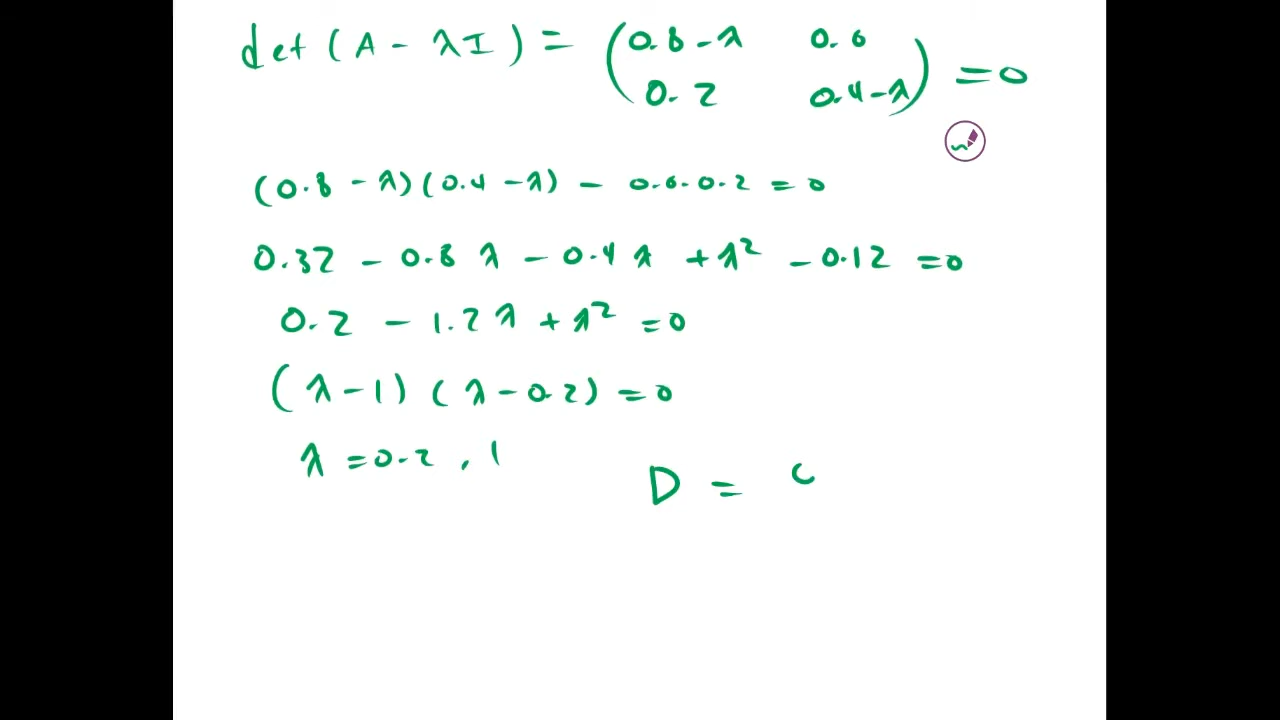 det (A - λI) = (0.8-λ 0.6
0.2 0.4-λ) = 0
(0.8 - λ)(0.4 - λ) - 0.6·0.2 = 0
0.32 - 0.8 λ - 0.4 λ + λ² - 0.12 = 0
0.2 - 1.2 λ + λ² = 0
(λ - 1) (λ - 0.2) = 0
λ = 0.2 , 1
D =